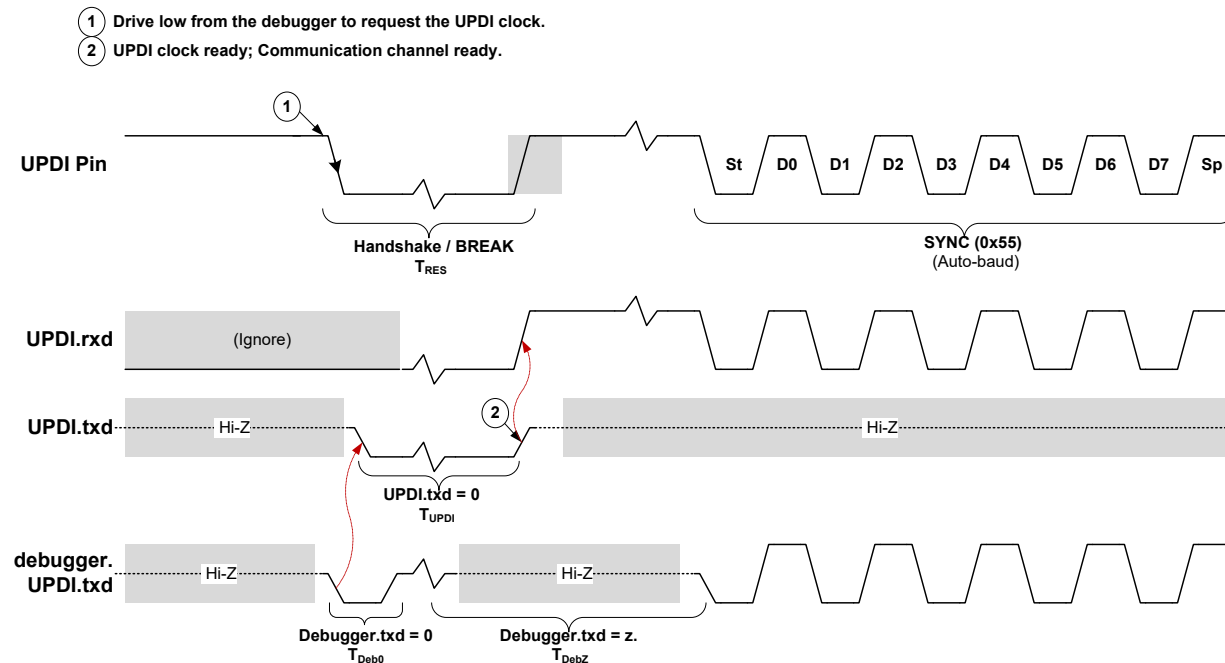 1 Drive low from the debugger to request the UPDI clock.
2 UPDI clock ready; Communication channel ready.
1
UPDI Pin
St D0 D1 D2 D3 D4 D5 D6 D7 Sp
Handshake / BREAK
TRES
SYNC (0x55)
(Auto-baud)
UPDI.rxd
(Ignore)
2
UPDI.txd
Hi-Z
Hi-Z
UPDI.txd = 0
TUPDI
debugger.
UPDI.txd
Hi-Z
Hi-Z
Debugger.txd = 0
TDeb0
Debugger.txd = z.
TDebZ